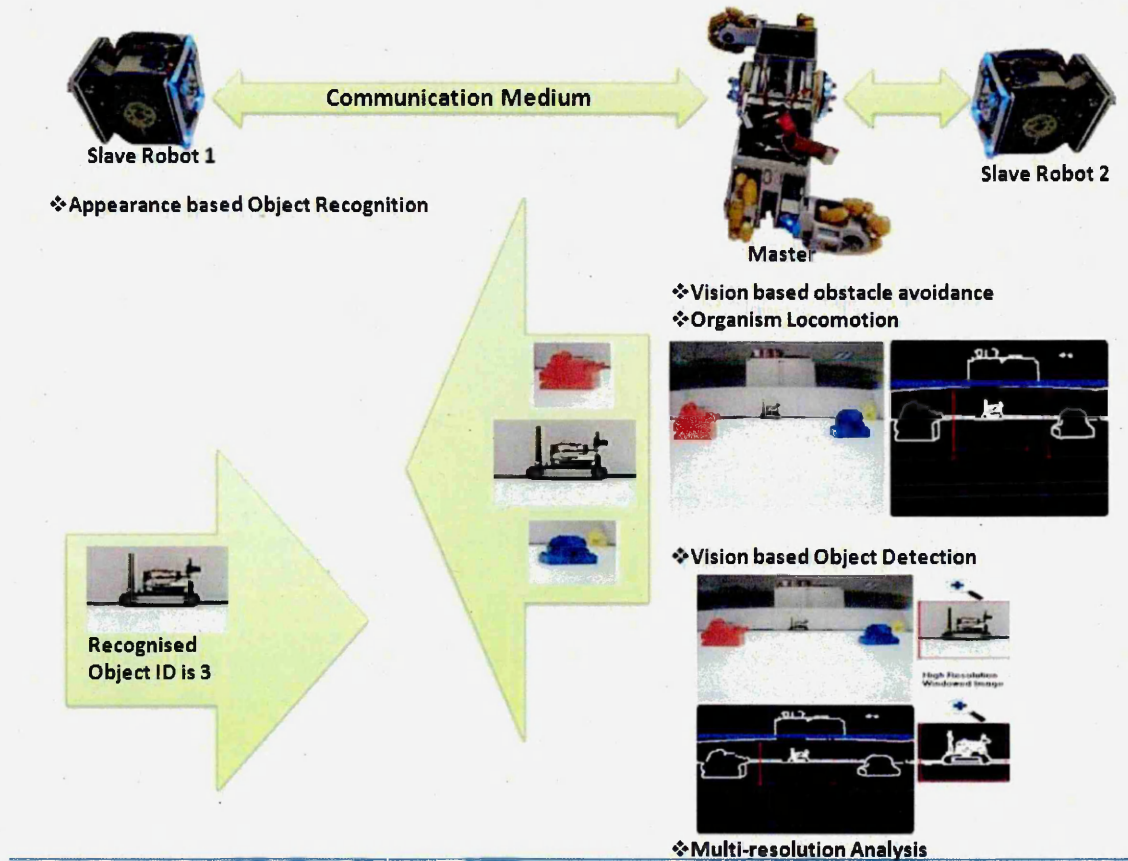 Communication Medium
Slave Robot 1
Slave Robot 2
❖Appearance based Object Recognition
Master
❖Vision based obstacle avoidance
❖Organism Locomotion
❖Vision based Object Detection
Recognised
Object ID is 3
High Resolution
Windowed Image
❖Multi-resolution Analysis